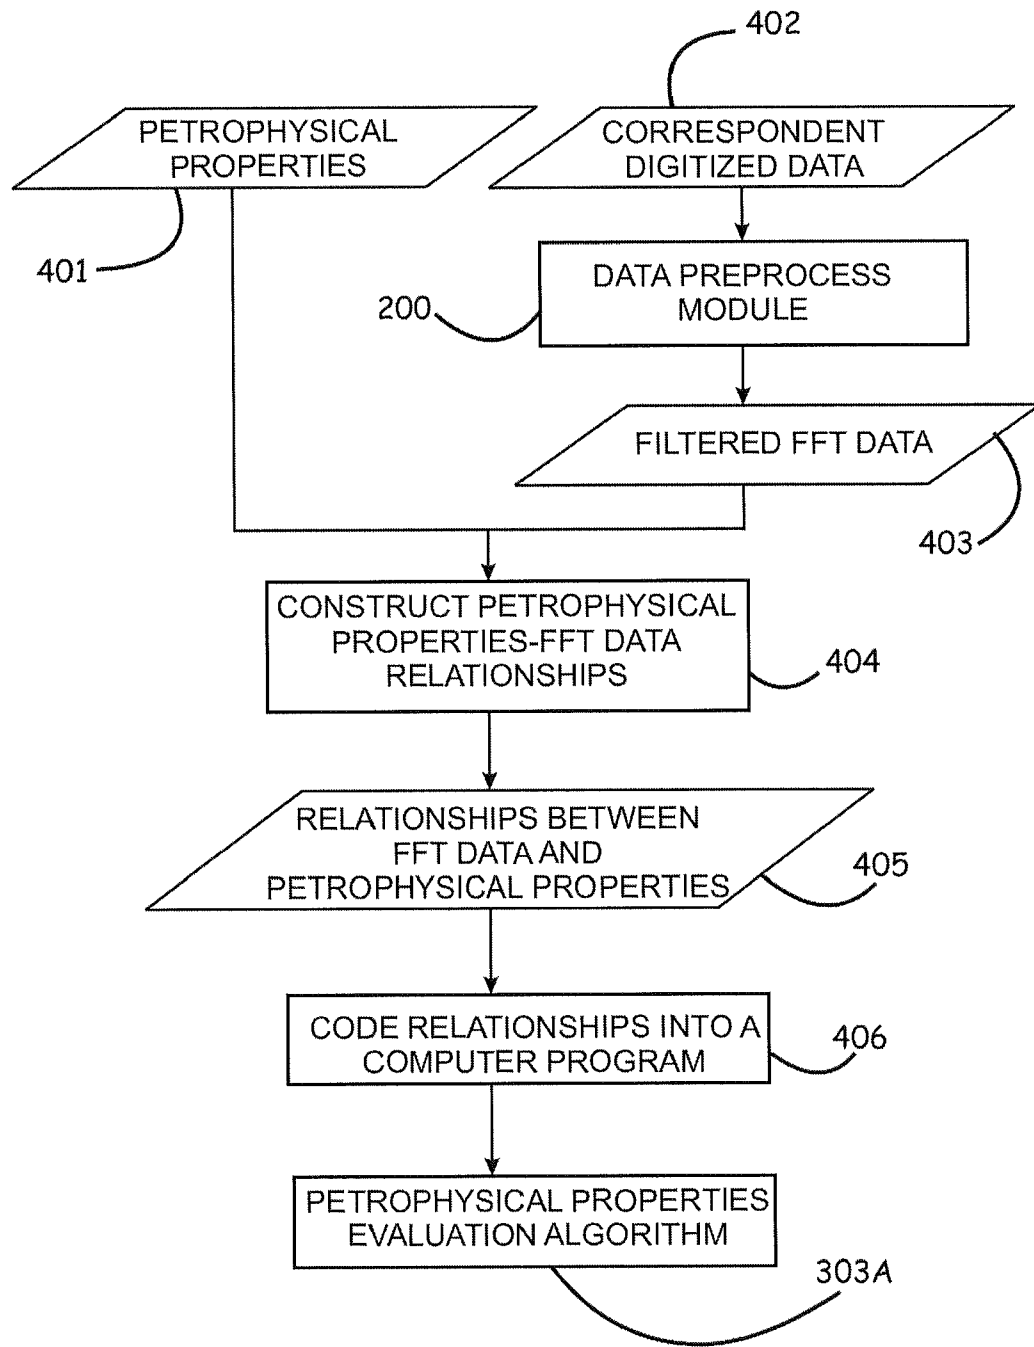 402
PETROPHYSICAL
PROPERTIES
CORRESPONDENT
DIGITIZED DATA
401
DATA PREPROCESS
MODULE
200
FILTERED FFT DATA
403
CONSTRUCT PETROPHYSICAL
PROPERTIES-FFT DATA
RELATIONSHIPS
404
RELATIONSHIPS BETWEEN
FFT DATA AND
PETROPHYSICAL PROPERTIES
405
CODE RELATIONSHIPS INTO A
COMPUTER PROGRAM
406
PETROPHYSICAL PROPERTIES
EVALUATION ALGORITHM
303A